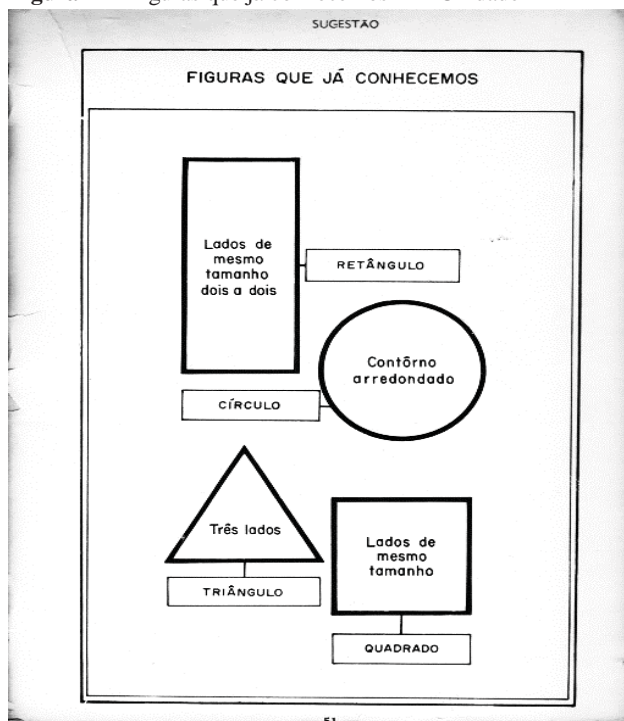 SUGESTÃO
FIGURAS QUE JÁ CONHECEMOS
Lados de
mesmo
tamanho
dois a dois
RETÂNGULO
Contôrno
arredondado
CÍRCULO
Três lados
TRIÂNGULO
Lados de
mesmo
tamanho
QUADRADO
51